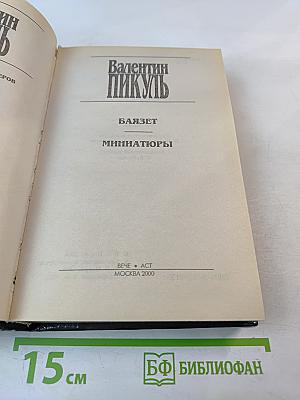 Валентин
ПИКУЛЬ
БАЯЗЕТ
МИНИАТЮРЫ
ВЕЧЕ • АСТ
МОСКВА 2000
15 см
БФ БИБЛИОФАН